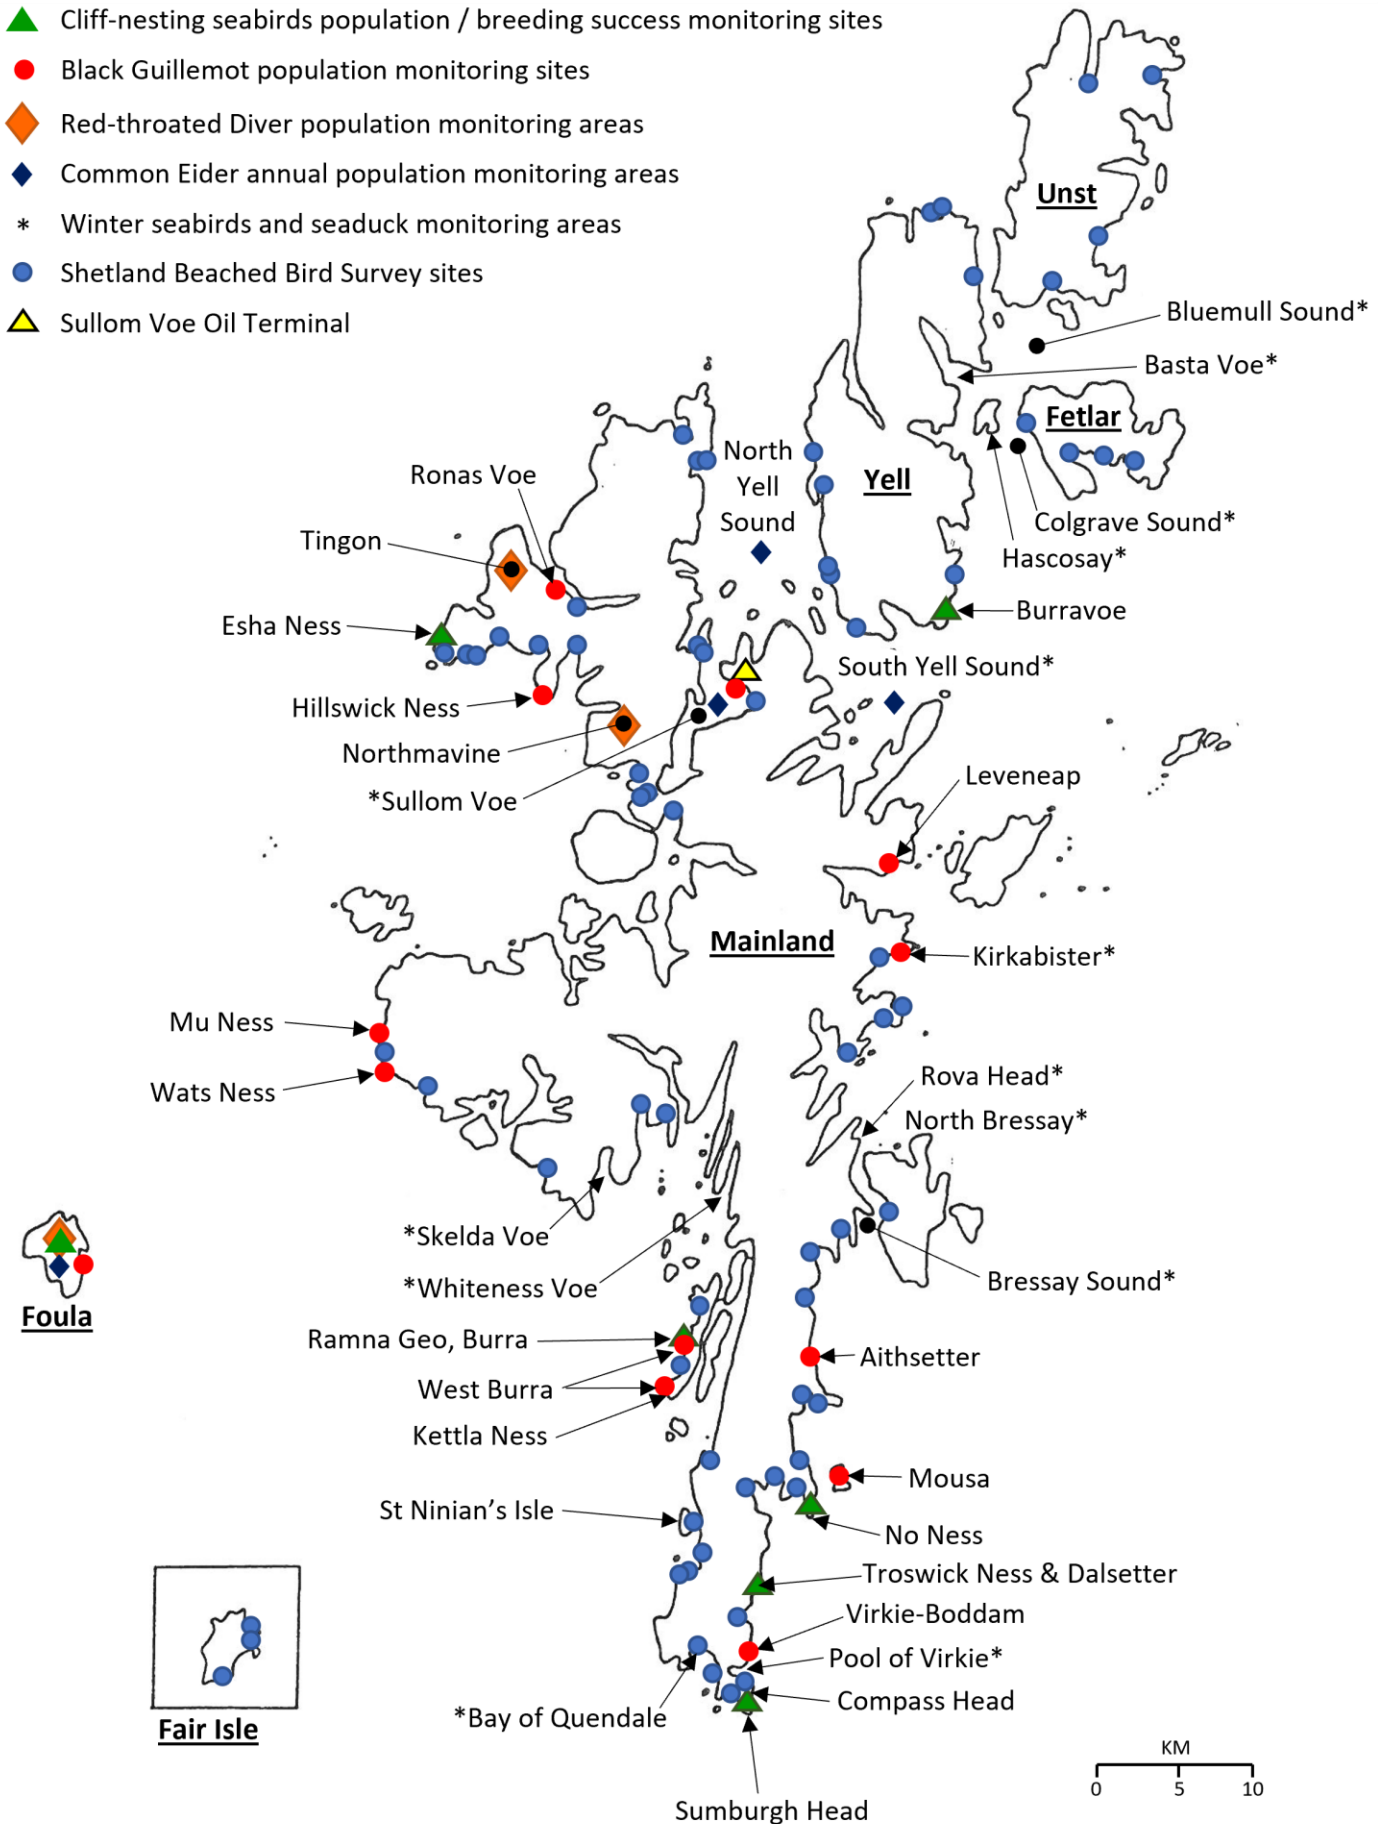 Cliff-nesting seabirds population / breeding success monitoring sites
Black Guillemot population monitoring sites
Red-throated Diver population monitoring areas
Common Eider annual population monitoring areas
* Winter seabirds and seaduck monitoring areas
Shetland Beached Bird Survey sites
Sullom Voe Oil Terminal
Unst
Bluemull Sound*
Basta Voe*
Fetlar
North
Yell
Sound
Yell
Ronas Voe
Colgrave Sound*
Tingon
Hascosay*
Burravoe
Esha Ness
South Yell Sound*
Hillswick Ness
Northmavine
*Sullom Voe
Leveneap
Mainland
Kirkabister*
Mu Ness
Wats Ness
Rova Head*
North Bressay*
*Skelda Voe
*Whiteness Voe
Bressay Sound*
Foula
Ramna Geo, Burra
Aithsetter
West Burra
Kettla Ness
Mousa
St Ninian’s Isle
No Ness
Troswick Ness & Dalsetter
Virkie-Boddam
Pool of Virkie*
Compass Head
*Bay of Quendale
Fair Isle
Sumburgh Head
KM
0 5 10